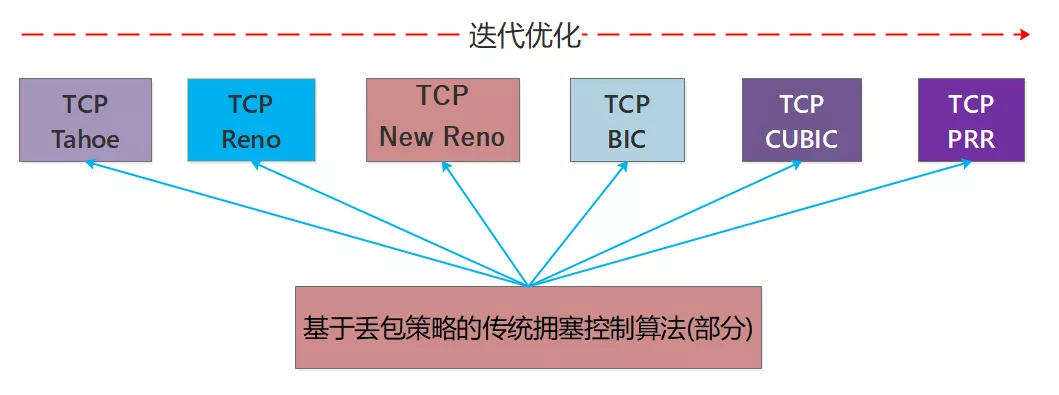 迭代优化
TCP
Tahoe
TCP
Reno
TCP
New Reno
TCP
BIC
TCP
CUBIC
TCP
PRR
基于丢包策略的传统拥塞控制算法(部分)